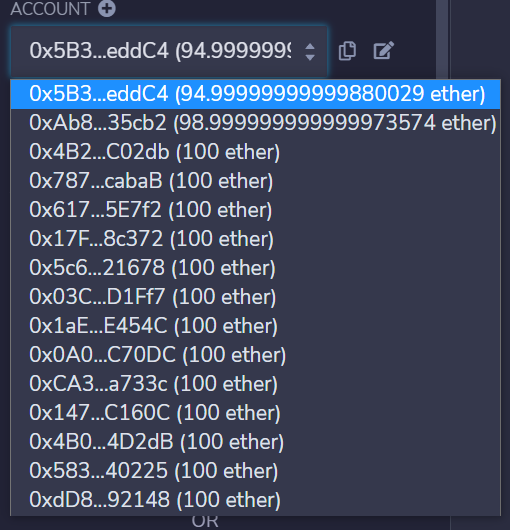 ACCOUNT
0x5B3...eddC4 (94.9999999
0x5B3...eddC4 (94.99999999999880029 ether)
0xAb8...35cb2 (98.999999999999973574 ether)
0x4B2...C02db (100 ether)
0x787...cabaB (100 ether)
0x617...5E7f2 (100 ether)
0x17F...8c372 (100 ether)
0x5c6...21678 (100 ether)
0x03C...D1Ff7 (100 ether)
0x1aE...E454C (100 ether)
0x0A0...C70DC (100 ether)
0xCA3...a733c (100 ether)
0x147...C160C (100 ether)
0x4B0...4D2dB (100 ether)
0x583...40225 (100 ether)
0xdD8...92148 (100 ether)
OR